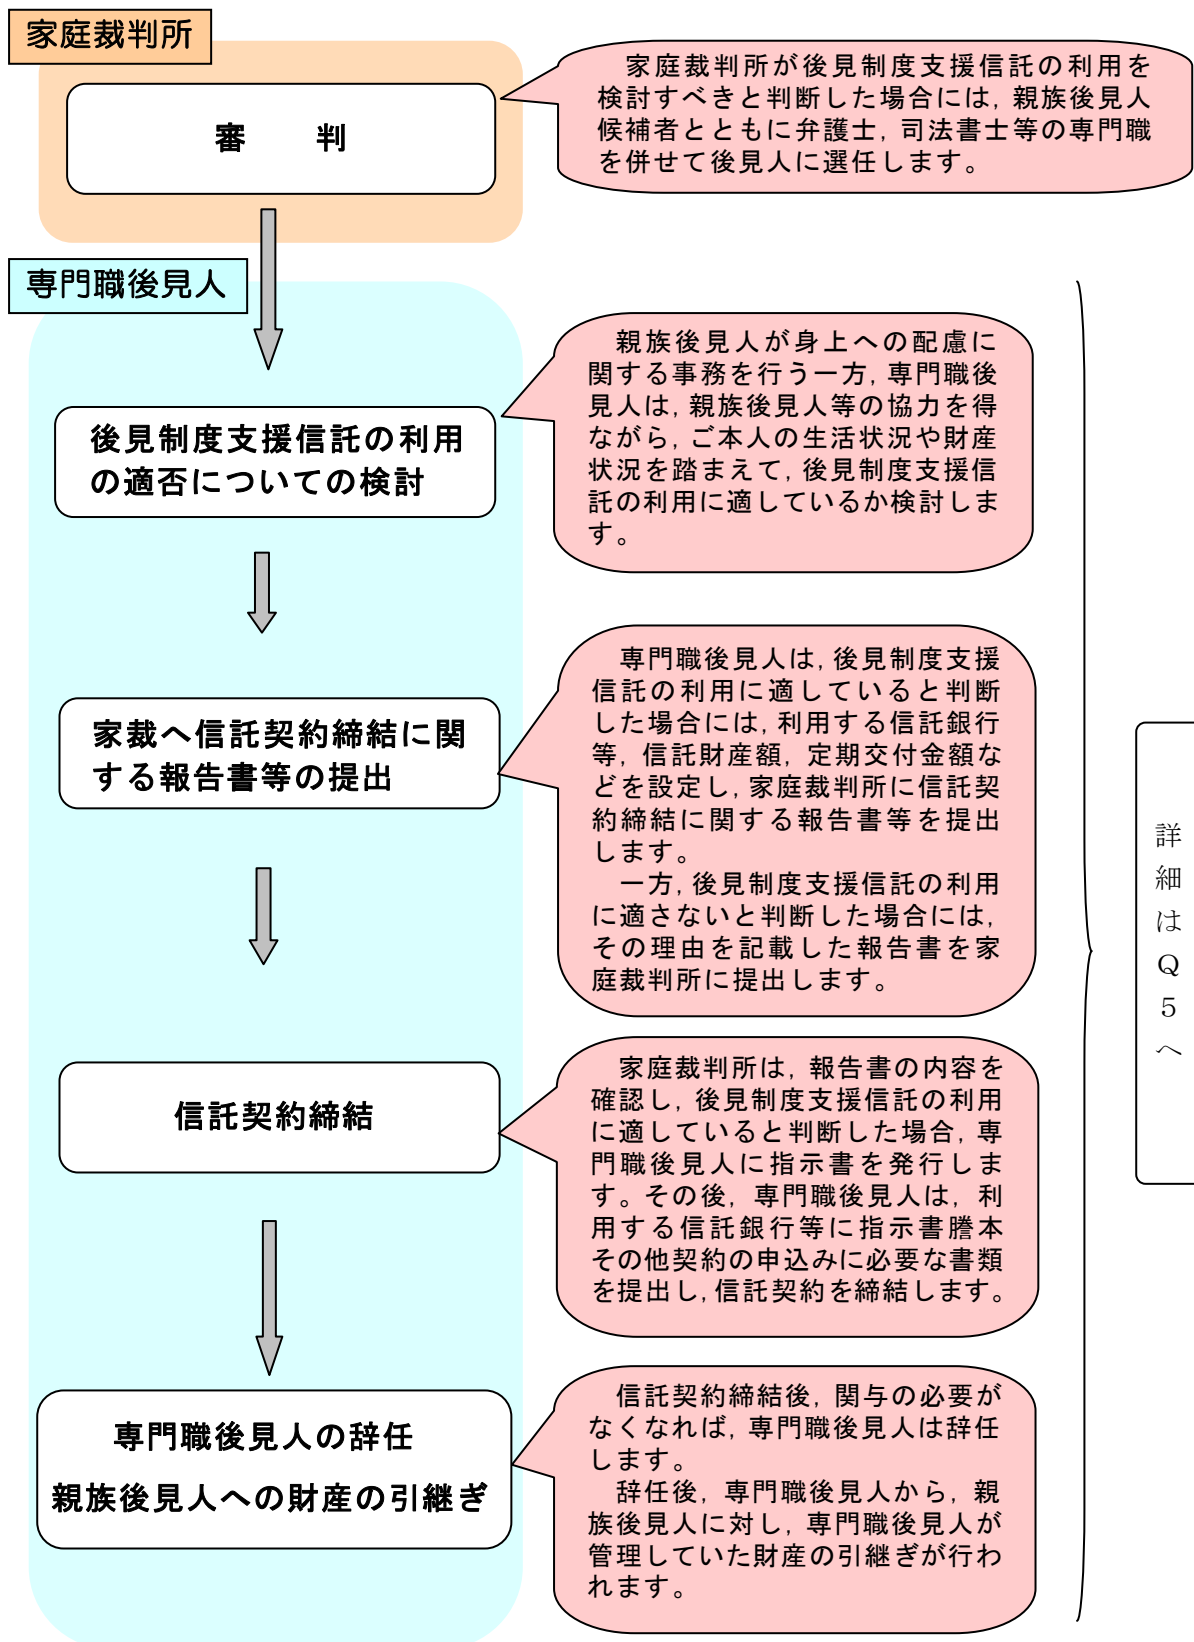 家庭裁判所
審　　判
家庭裁判所が後見制度支援信託の利用を
検討すべきと判断した場合には，親族後見人
候補者とともに弁護士，司法書士等の専門職
を併せて後見人に選任します。
専門職後見人
後見制度支援信託の利用
の適否についての検討
親族後見人が身上への配慮に
関する事務を行う一方，専門職後
見人は，親族後見人等の協力を得
ながら，ご本人の生活状況や財産
状況を踏まえて，後見制度支援信
託の利用に適しているか検討しま
す。
家裁へ信託契約締結に関
する報告書等の提出
専門職後見人は，後見制度支援
信託の利用に適していると判断
した場合には，利用する信託銀行
等，信託財産額，定期交付金額な
どを設定し，家庭裁判所に信託契
約締結に関する報告書等を提出
します。
一方，後見制度支援信託の利用
に適さないと判断した場合には，
その理由を記載した報告書を家
庭裁判所に提出します。
信託契約締結
家庭裁判所は，報告書の内容を
確認し，後見制度支援信託の利用
に適していると判断した場合，専
門職後見人に指示書を発行しま
す。その後，専門職後見人は，利
用する信託銀行等に指示書謄本
その他契約の申込みに必要な書類
を提出し，信託契約を締結します。
専門職後見人の辞任
親族後見人への財産の引継ぎ
信託契約締結後，関与の必要が
なくなれば，専門職後見人は辞任
します。
辞任後，専門職後見人から，親
族後見人に対し，専門職後見人が
管理していた財産の引継ぎが行わ
れます。
詳細はＱ５へ